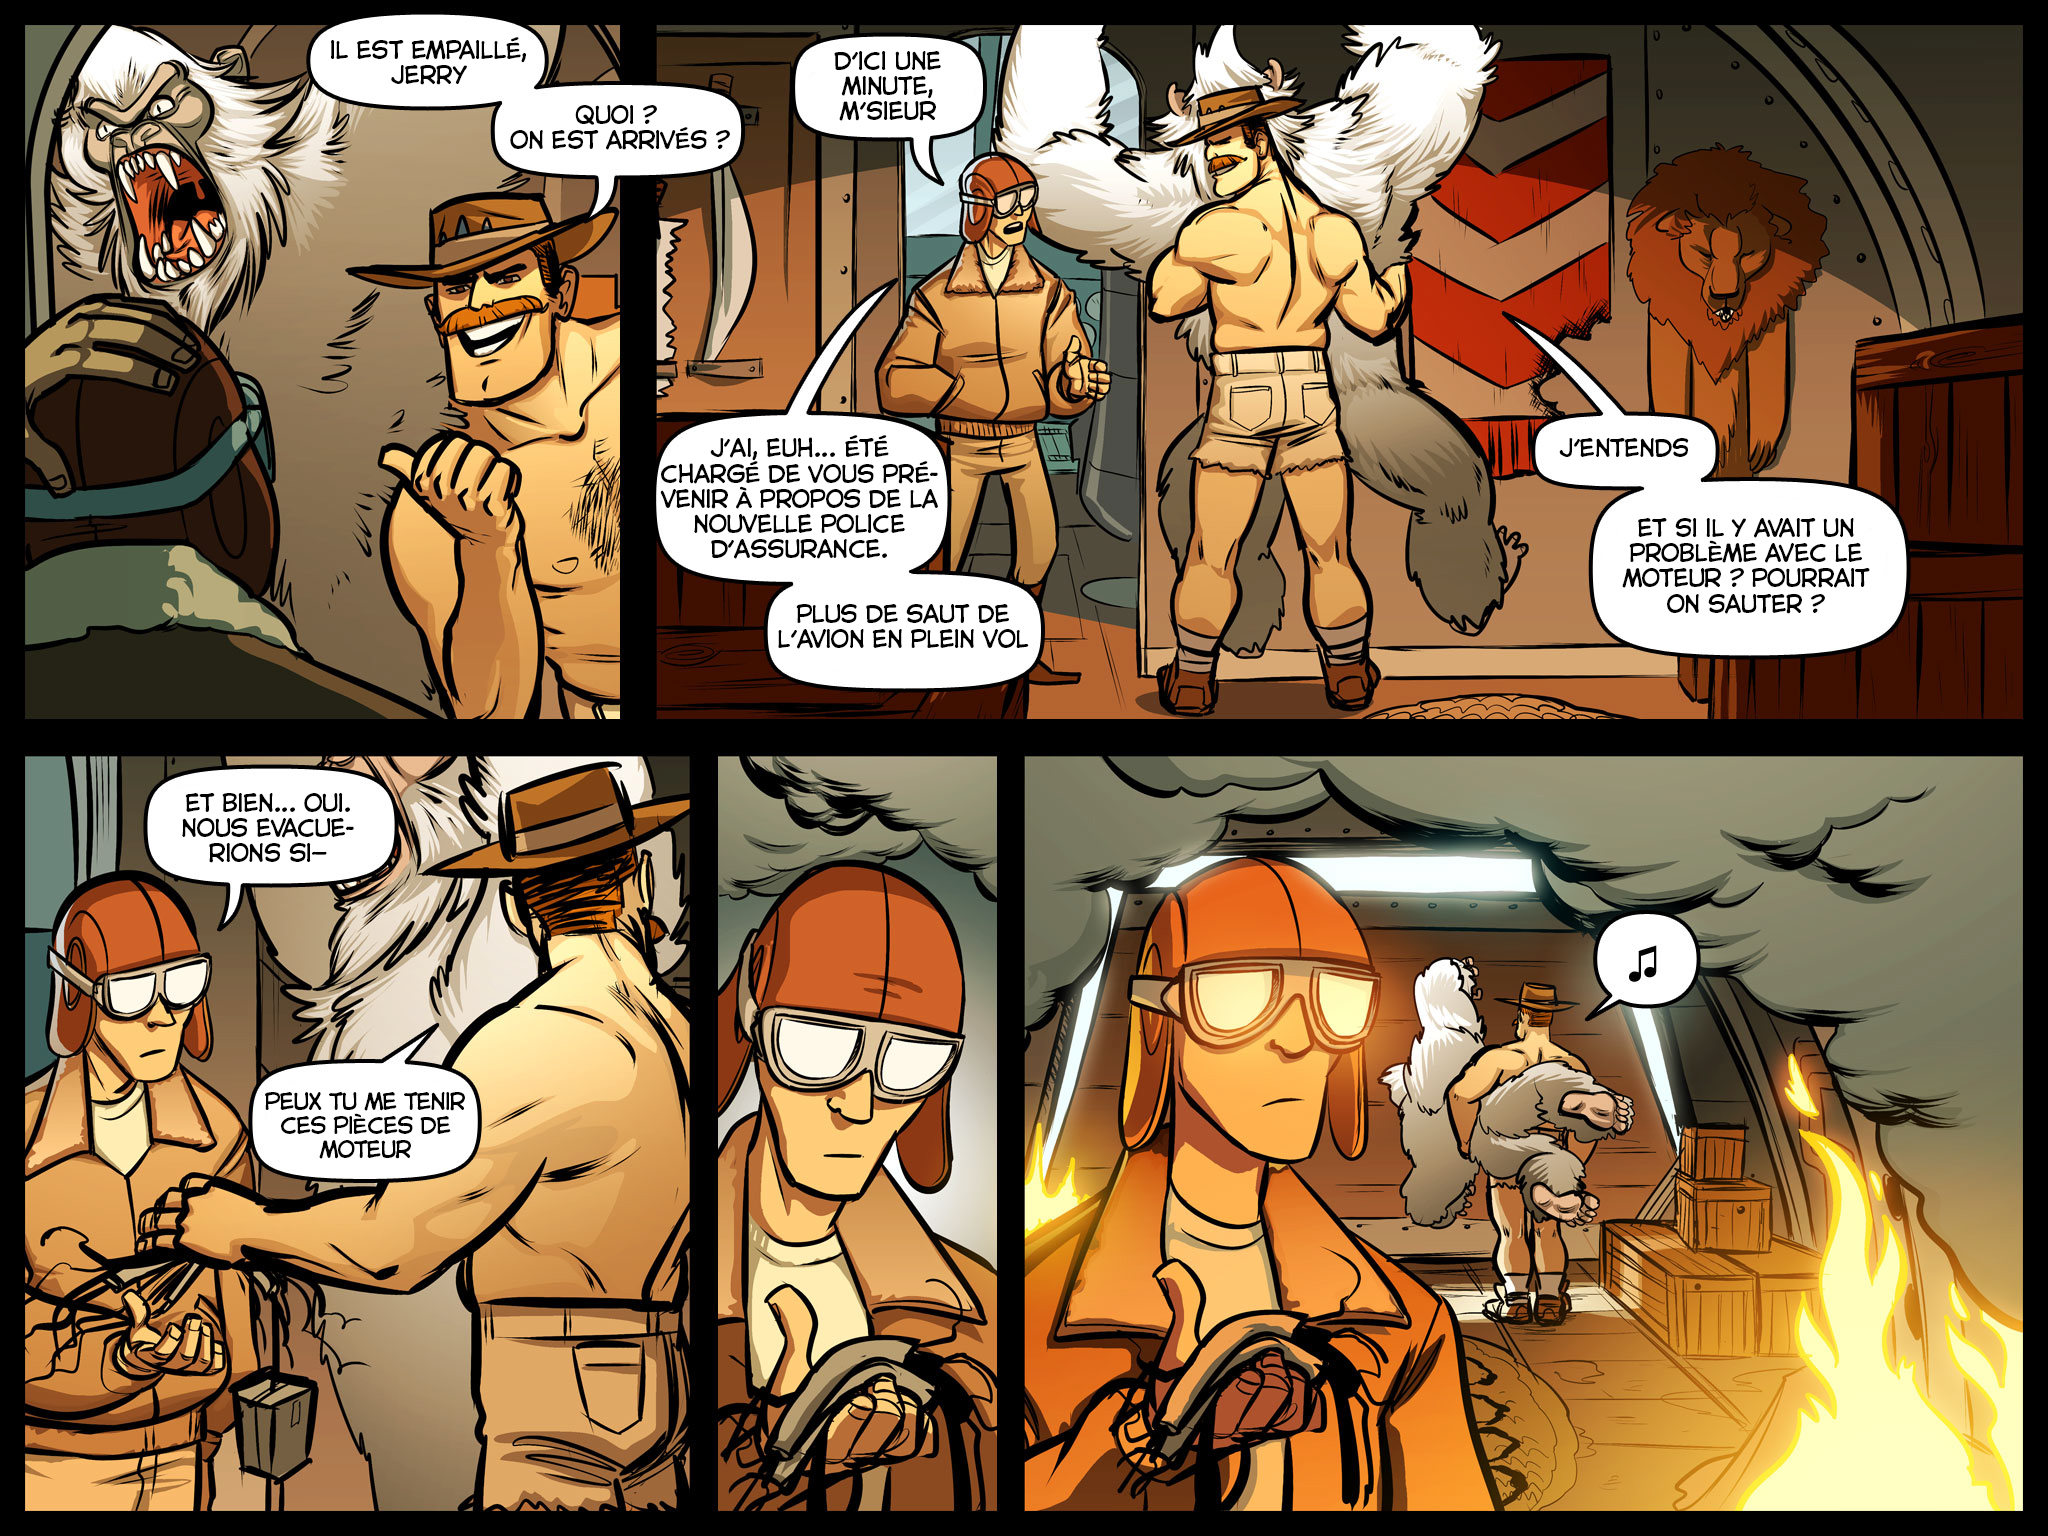 IL EST EMPAILLÉ,
JERRY
QUOI ?
ON EST ARRIVÉS ?
D'ICI UNE
MINUTE,
M'SIEUR
J'AI, EUH... ÉTÉ
CHARGÉ DE VOUS PRÉ-
VENIR À PROPOS DE LA
NOUVELLE POLICE
D'ASSURANCE.
PLUS DE SAUT DE
L'AVION EN PLEIN VOL
J'ENTENDS
ET SI IL Y AVAIT UN
PROBLÈME AVEC LE
MOTEUR ? POURRAIT
ON SAUTER ?
ET BIEN... OUI.
NOUS EVACUE-
RIONS SI–
PEUX TU ME TENIR
CES PIÈCES DE
MOTEUR
♫